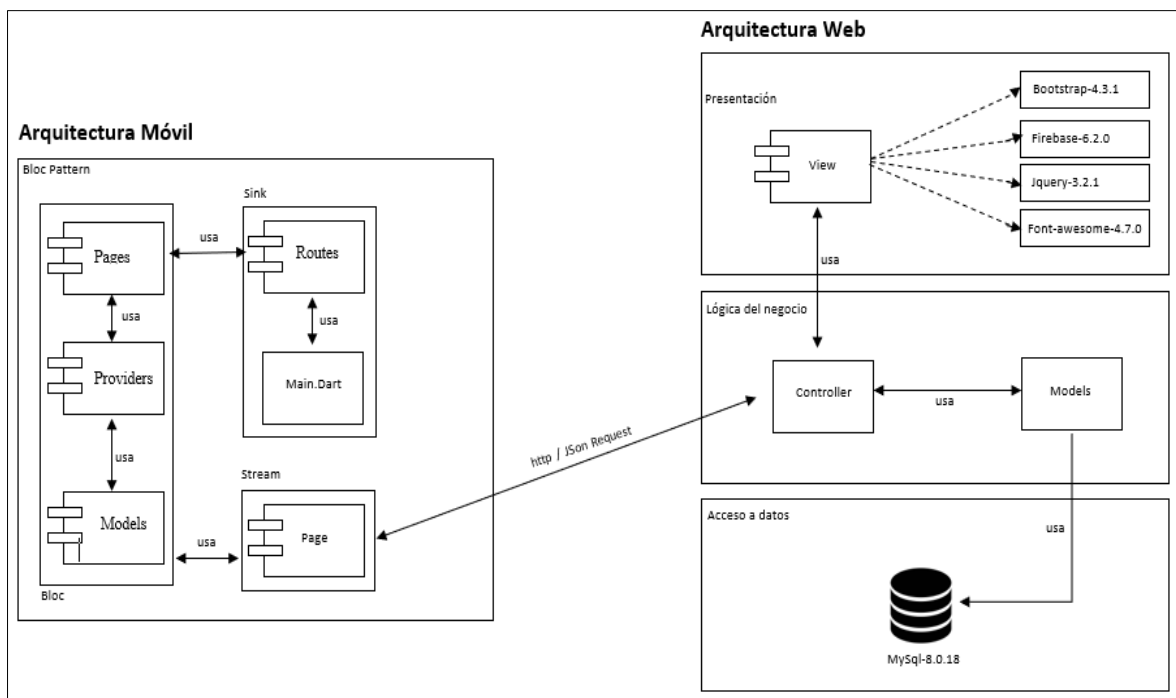 Arquitectura Móvil
Bloc Pattern
Pages
usa
Providers
usa
Models
Bloc
usa
Sink
Routes
usa
Main.Dart
usa
Stream
Page
http / JSon Request
Arquitectura Web
Presentación
View
Bootstrap-4.3.1
Firebase-6.2.0
Jquery-3.2.1
Font-awesome-4.7.0
usa
Lógica del negocio
Controller
usa
Models
Acceso a datos
usa
MySql-8.0.18